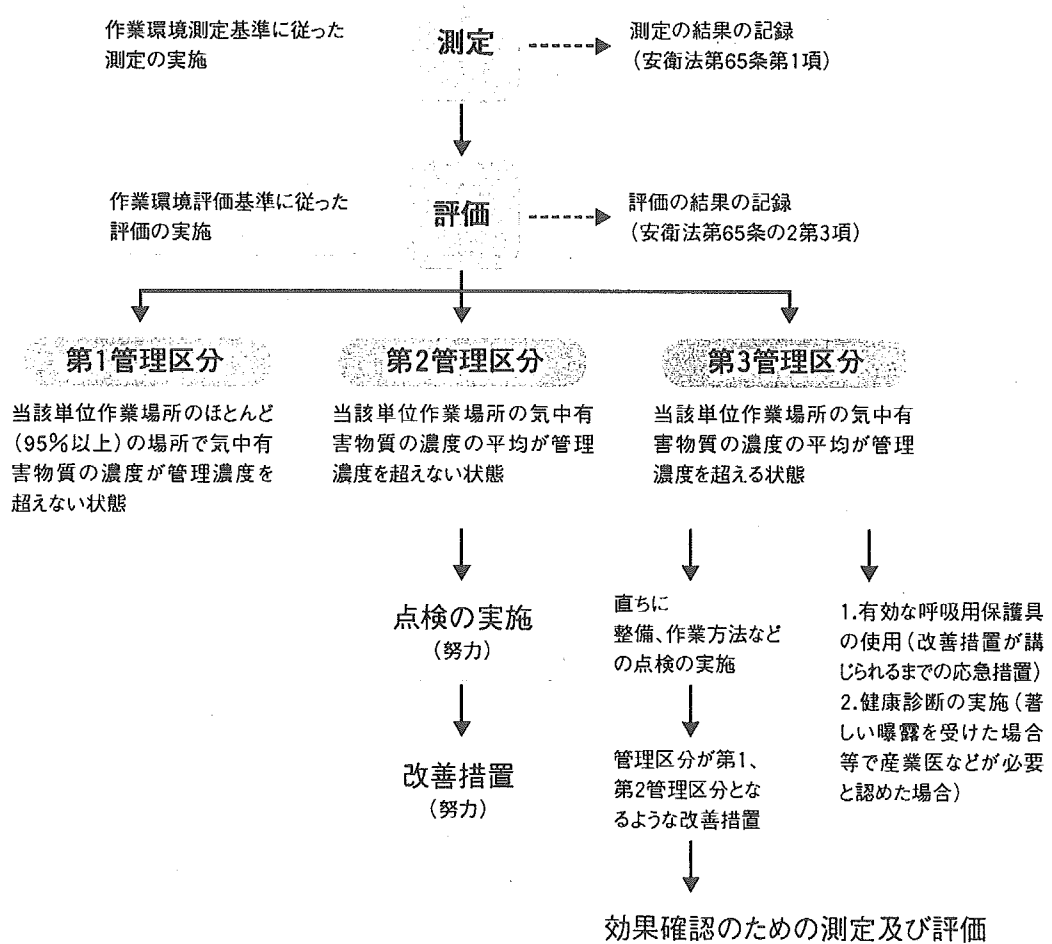 作業環境測定基準に従った
測定の実施
測定
測定の結果の記録
(安衛法第65条第1項)
作業環境評価基準に従った
評価の実施
評価
評価の結果の記録
(安衛法第65条の2第3項)
第1管理区分
当該単位作業場所のほとんど
(95%以上)の場所で気中有
害物質の濃度が管理濃度を
超えない状態
第2管理区分
当該単位作業場所の気中有
害物質の濃度の平均が管理
濃度を超えない状態
第3管理区分
当該単位作業場所の気中有
害物質の濃度の平均が管理
濃度を超える状態
点検の実施
(努力)
改善措置
(努力)
直ちに
整備、作業方法など
の点検の実施
管理区分が第1、
第2管理区分とな
るような改善措置
1.有効な呼吸用保護具
の使用(改善措置が講
じられるまでの応急措置)
2.健康診断の実施(著
しい曝露を受けた場合
等で産業医などが必要
と認めた場合)
効果確認のための測定及び評価